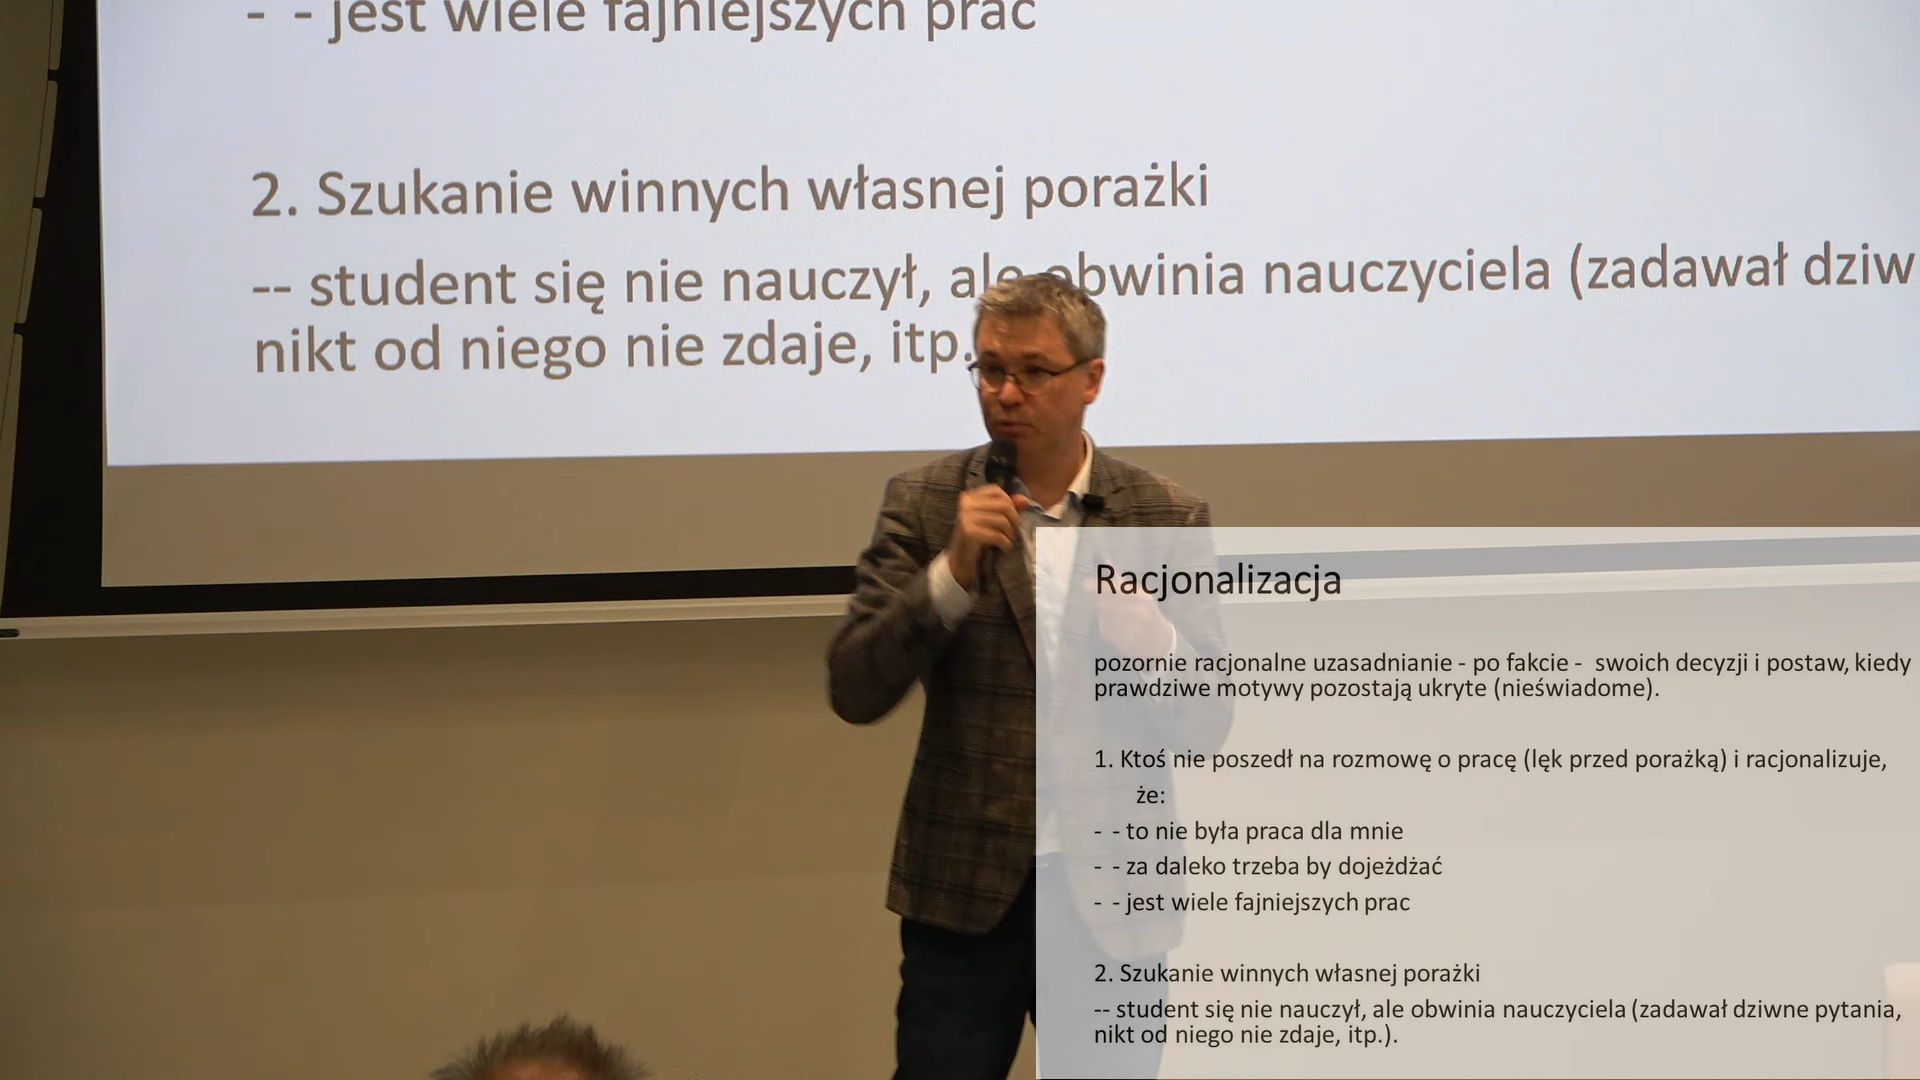 - - jest wiele fajniejszych prac
2. Szukanie winnych własnej porażki
-- student się nie nauczył, ale obwinia nauczyciela (zadawał
nikt od niego nie zdaje, itp.
Racjonalizacja
pozornie racjonalne uzasadnianie - po fakcie - swoich decyzji i postaw, kiedy
prawdziwe motywy pozostają ukryte (nieświadome).
1. Ktoś nie poszedł na rozmowę o pracę (lęk przed porażką) i racjonalizuje,
że:
- - to nie była praca dla mnie
- - za daleko trzeba by dojeżdżać
- - jest wiele fajniejszych prac
2. Szukanie winnych własnej porażki
-- student się nie nauczył, ale obwinia nauczyciela (zadawał dziwne pytania,
nikt od niego nie zdaje, itp.).